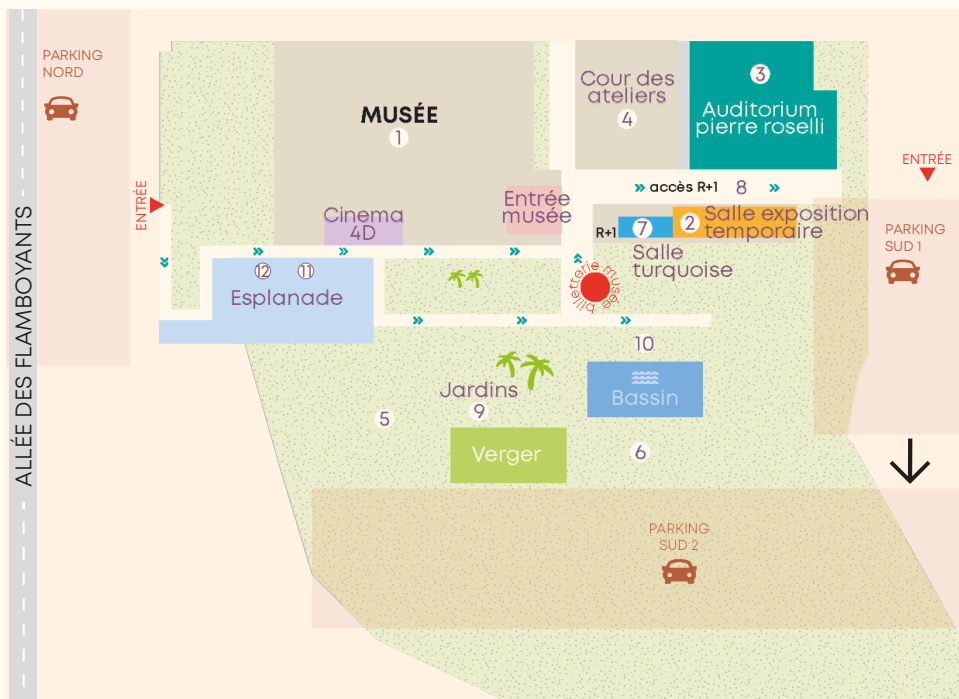 PARKING
NORD
ALLÉE DES FLAMBOYANTS
ENTRÉE
MUSÉE
1
Cinema
4D
Entrée
musée
Cour des
ateliers
4
3
Auditorium
pierre roselli
accès R+1
8
R+1
7
2
Salle exposition
temporaire
Salle
turquoise
billetterie musée
ENTRÉE
PARKING
SUD 1
12
11
Esplanade
10
Bassin
Jardins
9
5
Verger
6
PARKING
SUD 2